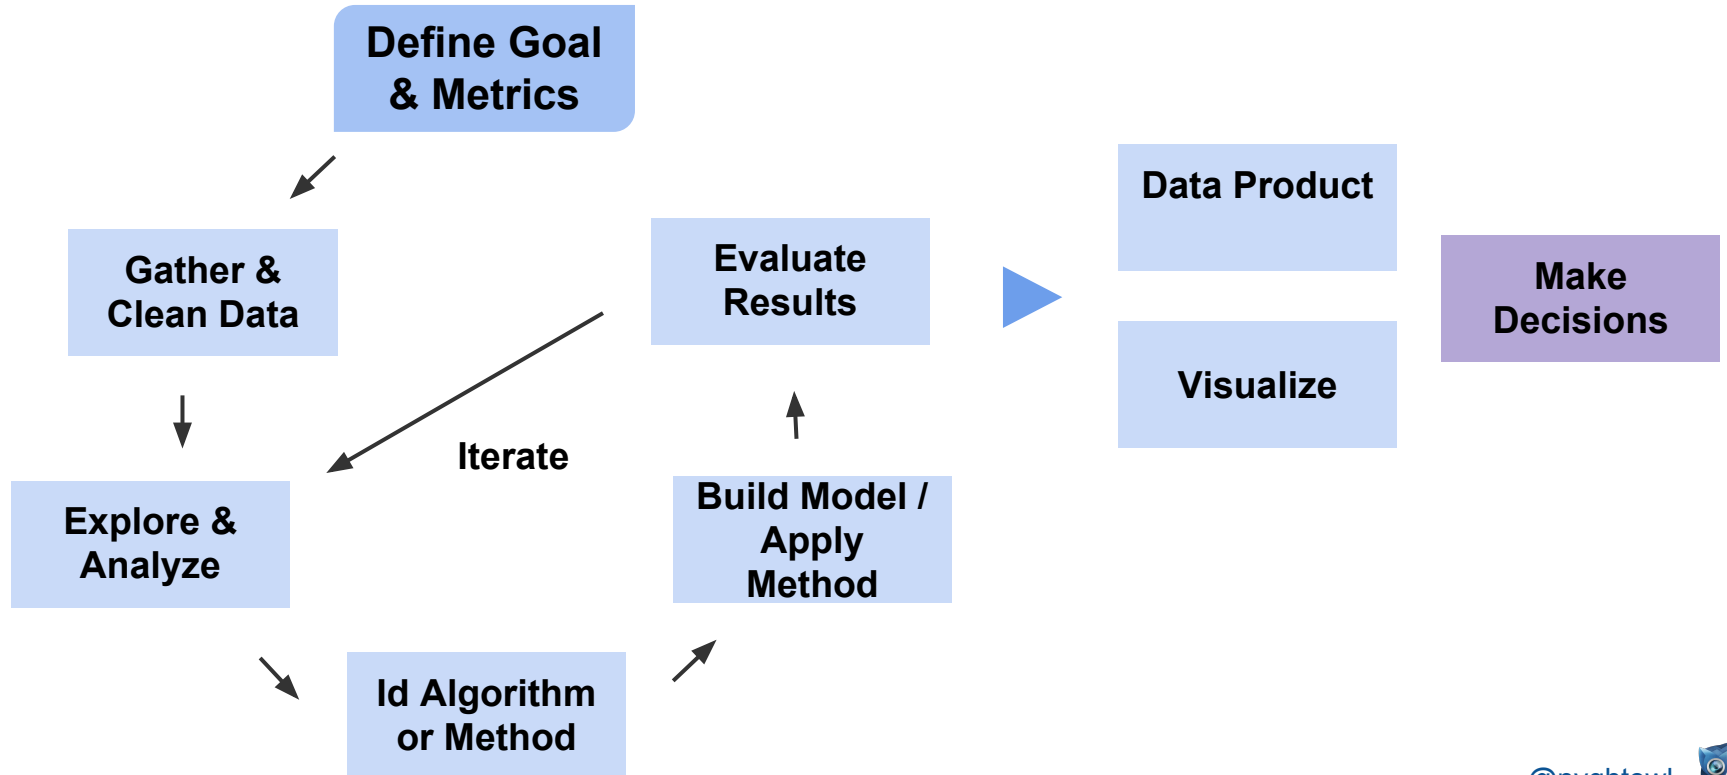 Define Goal
& Metrics
Gather &
Clean Data
Explore &
Analyze
Id Algorithm
or Method
Build Model /
Apply
Method
Evaluate
Results
Iterate
Data Product
Visualize
Make
Decisions
@nyghtowl